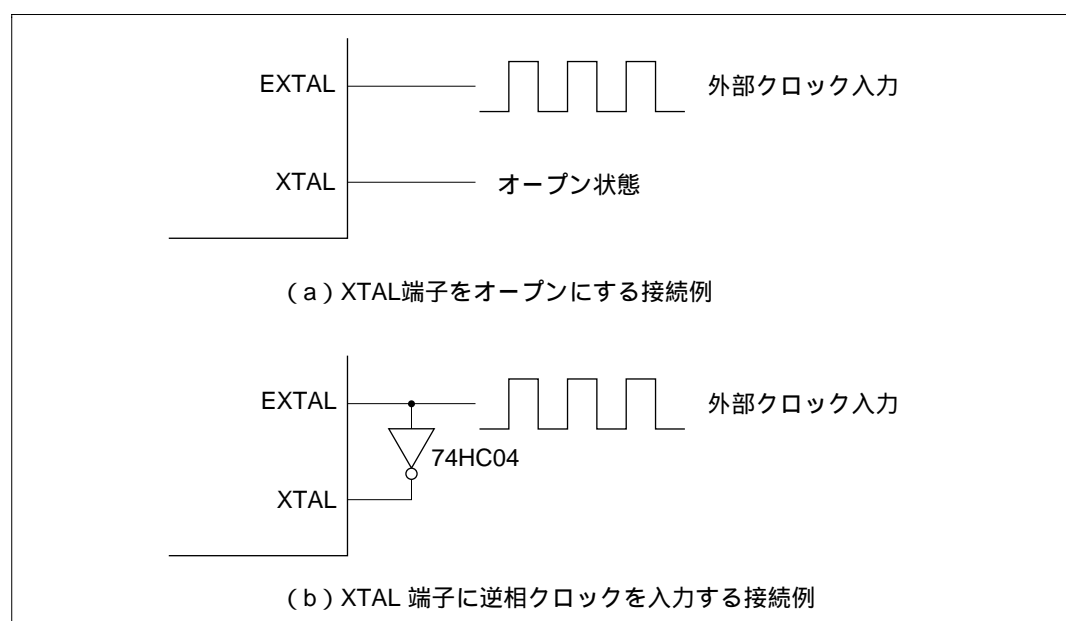 EXTAL 外部クロック入力
XTAL オープン状態
（a）XTAL端子をオープンにする接続例
EXTAL 外部クロック入力
74HC04
XTAL
（b）XTAL 端子に逆相クロックを入力する接続例